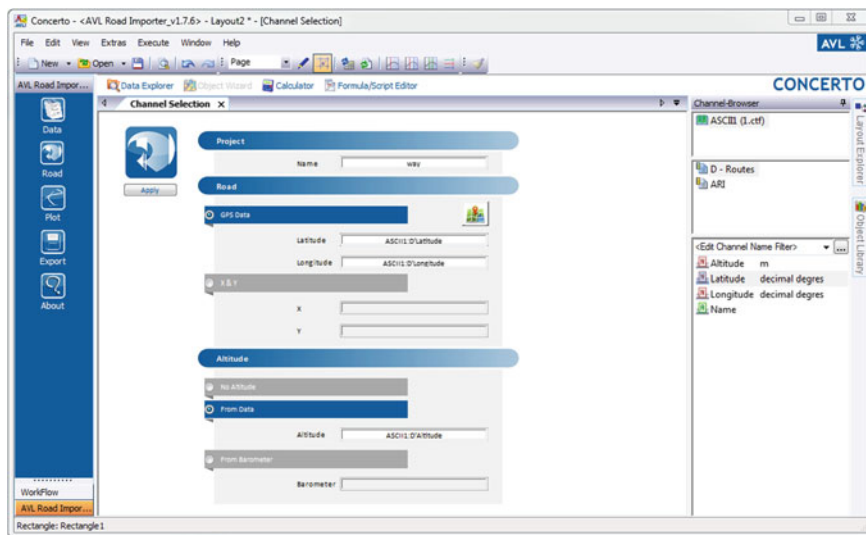 Concerto - <AVL Road Importer_v1.7.6> - Layout2 * - [Channel Selection]
File Edit View Extras Execute Window Help
AVL
New Open Page
AVL Road Impor... Data Explorer Object Wizard Calculator Formula/Script Editor CONCERTO
Channel Selection X
Channel-Browser
Data
Road
Plot
Export
About
WorkFlow
AVL Road Impor...
Apply
Project
Name way
Road
GPS Data
Latitude ASCII1:D'Latitude
Longitude ASCII1:D'Longitude
X & Y
X
Y
Altitude
No Altitude
From Data
Altitude ASCII1:D'Altitude
From Barometer
Barometer
ASCII1 (1.ctf)
D - Routes
ARI
<Edit Channel Name Filter> ...
Altitude m
Latitude decimal degres
Longitude decimal degres
Name
Layout Explorer
Object Library
Rectangle: Rectangle1